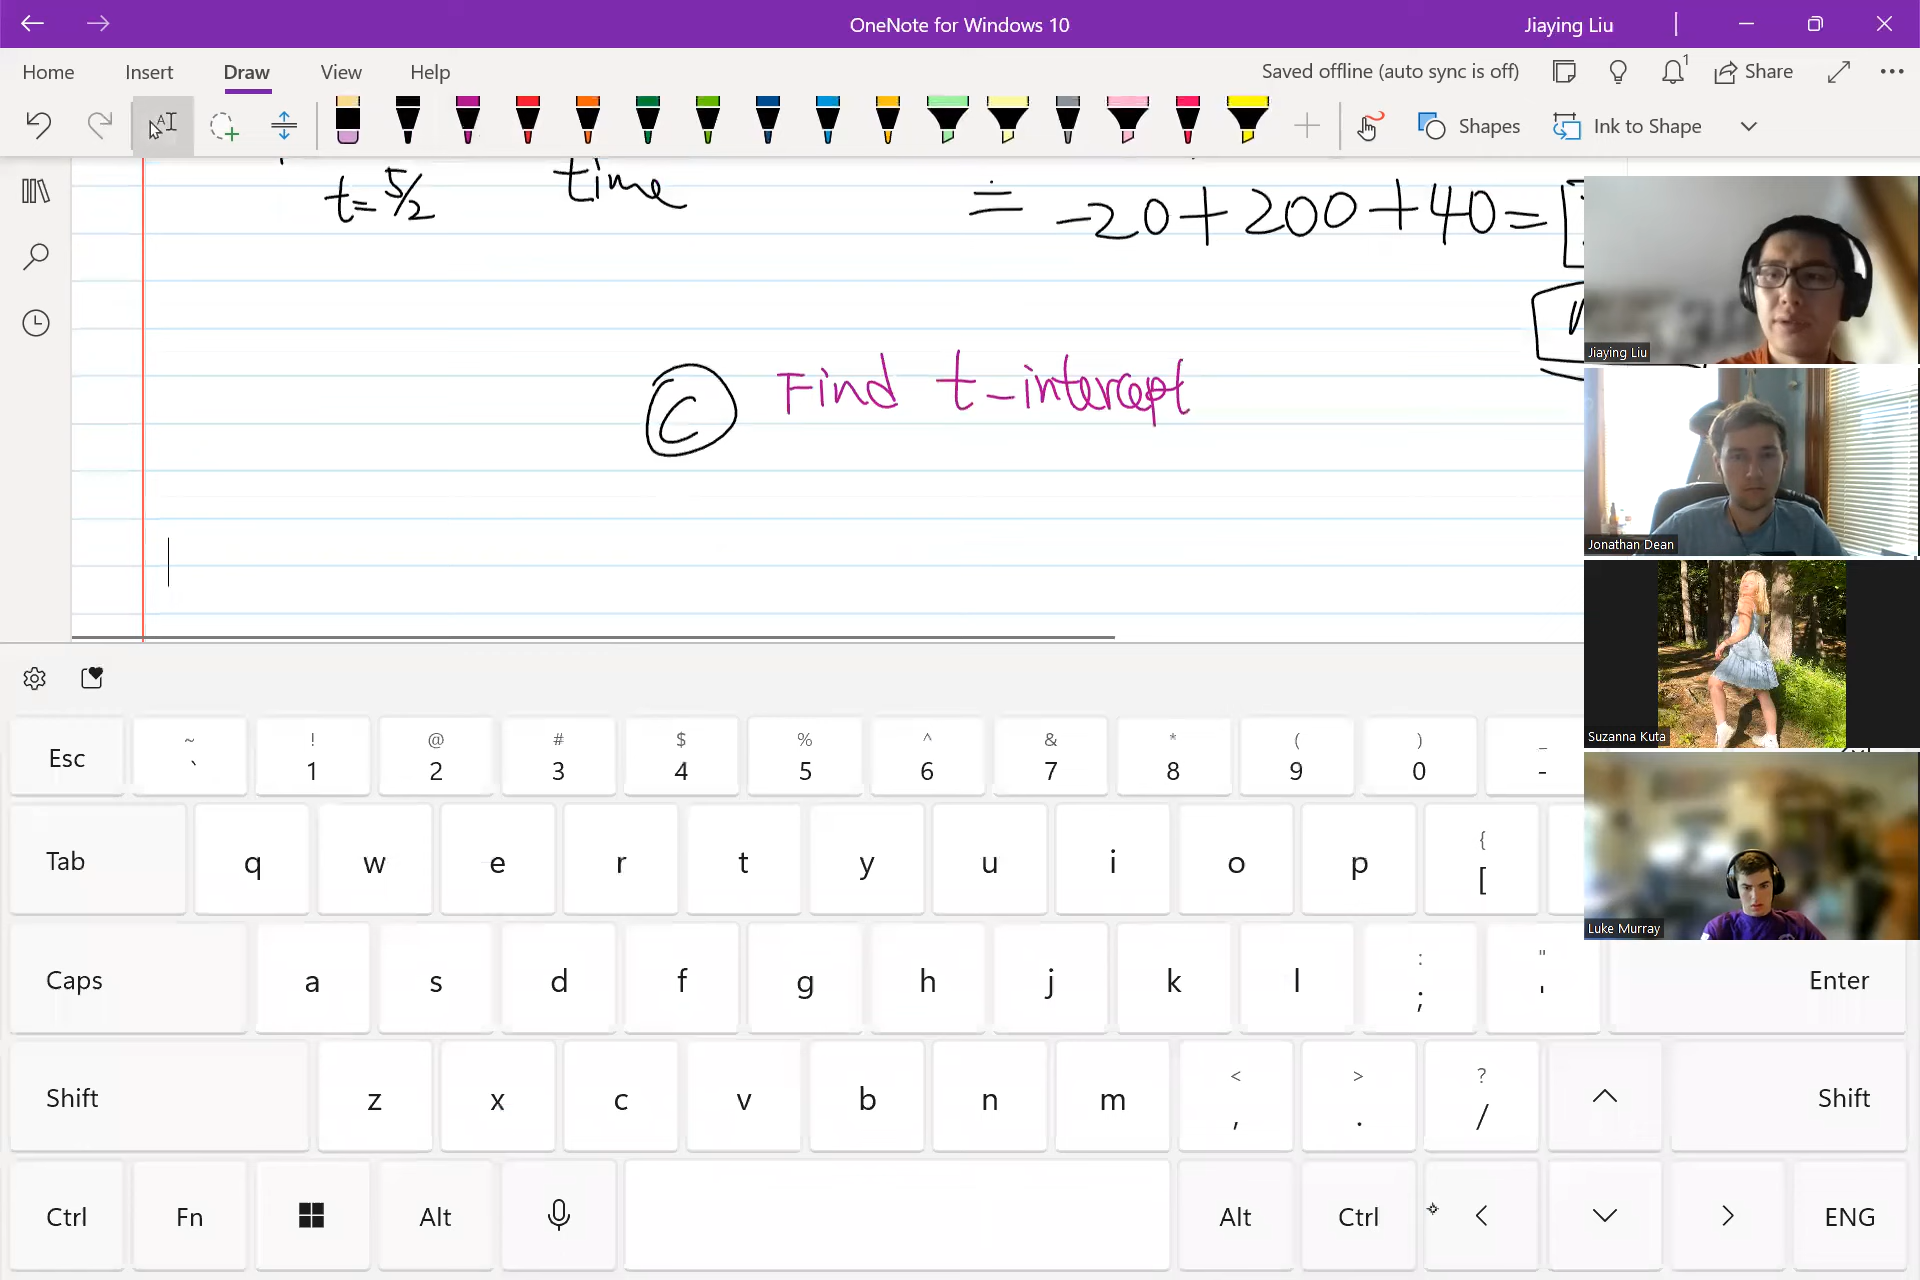 OneNote for Windows 10
Jiaying Liu
Home Insert Draw View Help
Saved offline (auto sync is off)
1
Share
Shapes
Ink to Shape
t=5/2
time
= -20+200+40=
C Find t-intercept
Jiaying Liu
Jonathan Dean
Suzanna Kuta
Luke Murray
Esc ~ ` ! 1 @ 2 # 3 $ 4 % 5 ^ 6 & 7 * 8 ( 9 ) 0 _ -
Tab q w e r t y u i o p { [
Caps a s d f g h j k l : ; " ' Enter
Shift z x c v b n m < , > . ? / Shift
Ctrl Fn Alt Alt Ctrl ENG